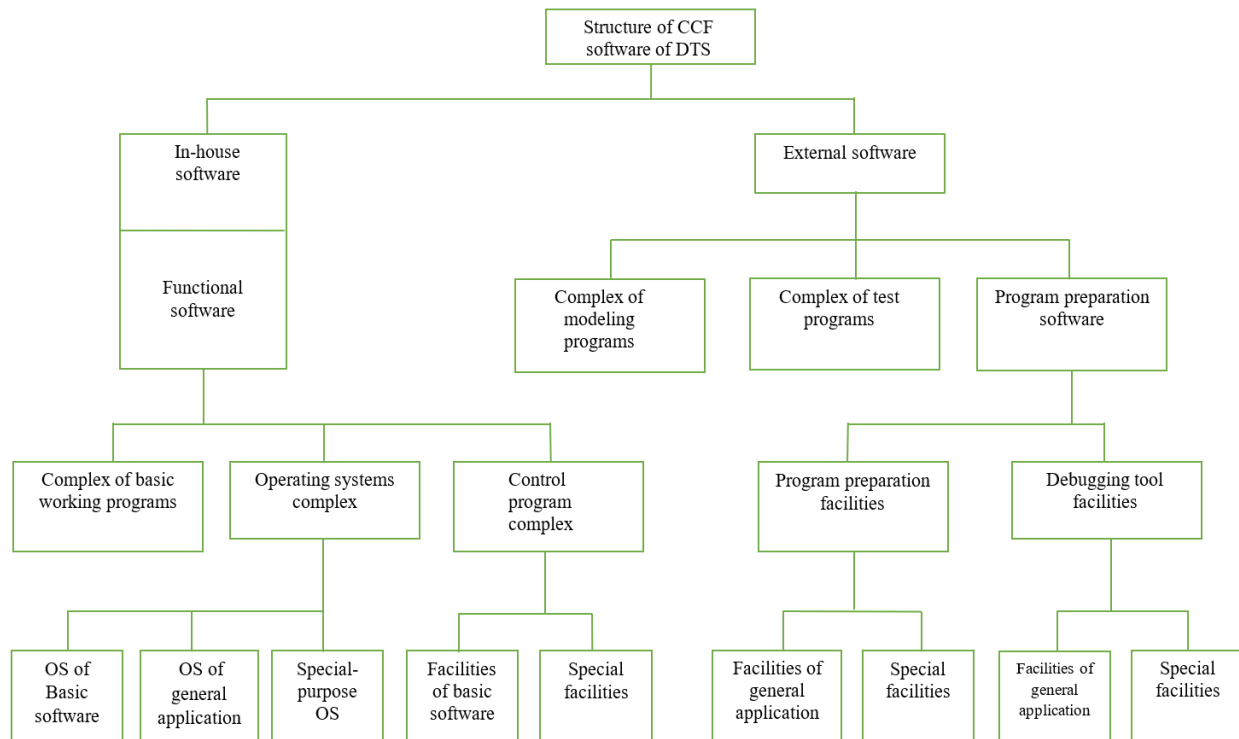 Structure of CCF
software of DTS
In-house
software
External software
Functional
software
Complex of
modeling
programs
Complex of test
programs
Program preparation
software
Complex of basic
working programs
Operating systems
complex
Control
program
complex
Program preparation
facilities
Debugging tool
facilities
OS of
Basic
software
OS of
general
application
Special-
purpose
OS
Facilities
of basic
software
Special
facilities
Facilities of
general
application
Special
facilities
Facilities of
general
application
Special
facilities